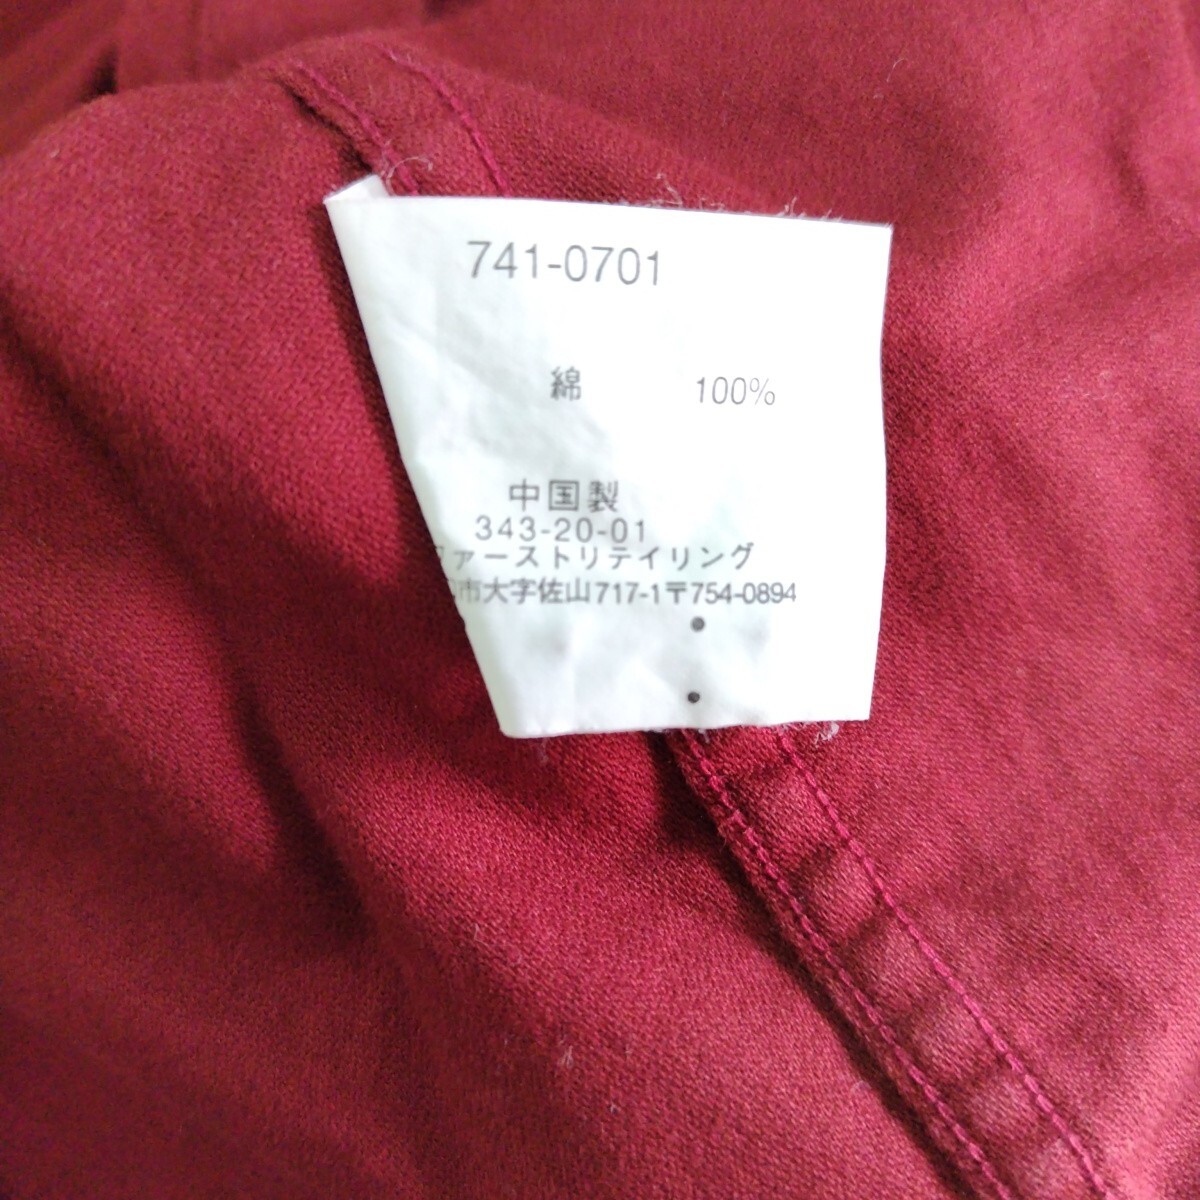 741-0701
綿 100%
中国製
343-20-01
ファーストリテイリング
市大字佐山717-1〒754-0894